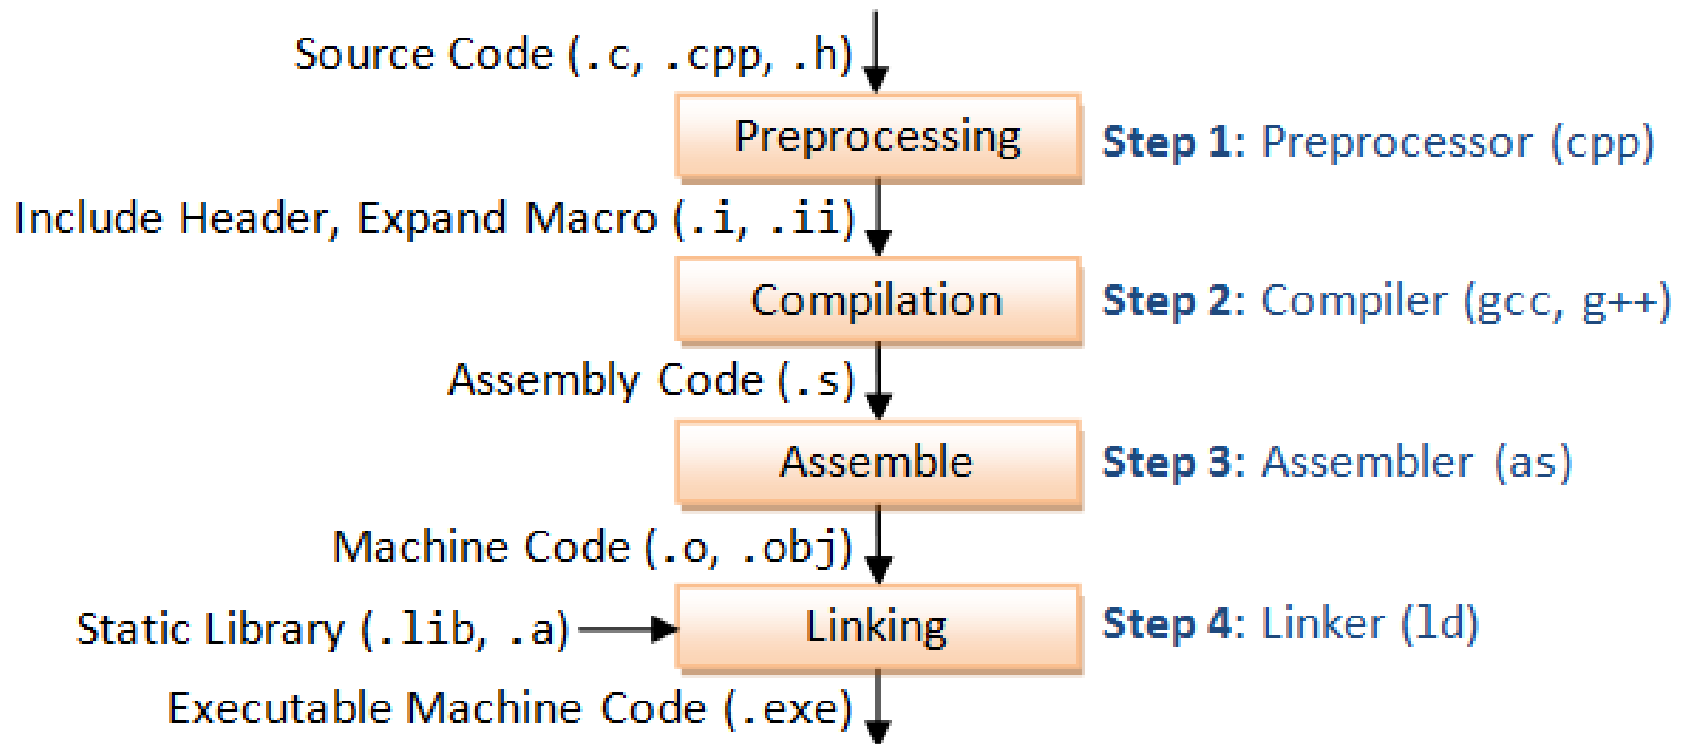 Source Code (.c, .cpp, .h)
Preprocessing
Step 1: Preprocessor (cpp)
Include Header, Expand Macro (.i, .ii)
Compilation
Step 2: Compiler (gcc, g++)
Assembly Code (.s)
Assemble
Step 3: Assembler (as)
Machine Code (.o, .obj)
Static Library (.lib, .a)
Linking
Step 4: Linker (ld)
Executable Machine Code (.exe)